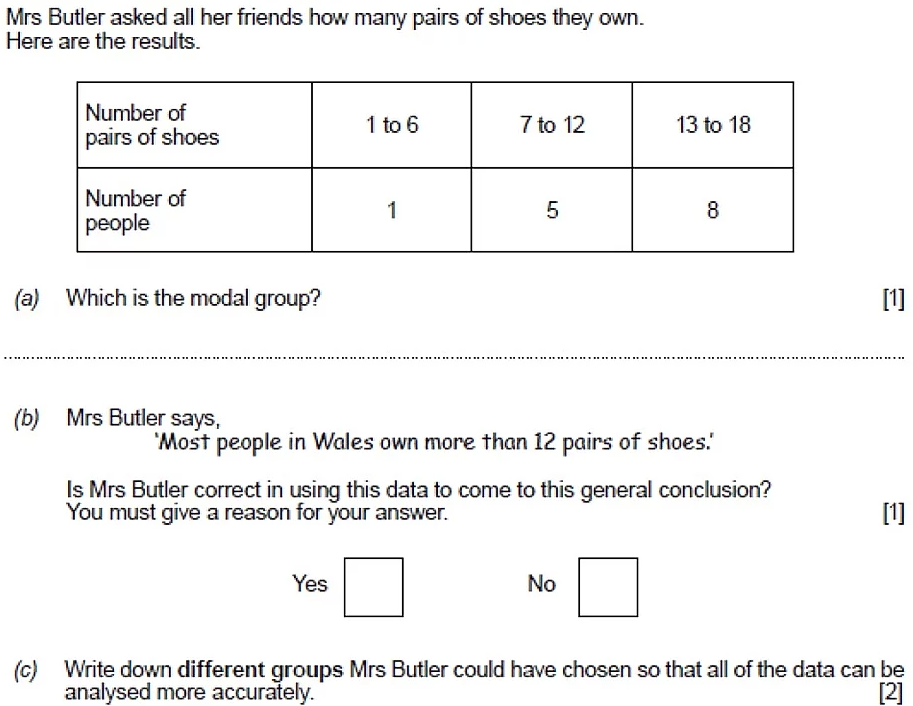 Mrs Butler asked all her friends how many pairs of shoes they own.
Here are the results.
Number of
pairs of shoes
1 to 6
7 to 12
13 to 18
Number of
people
1
5
8
(a) Which is the modal group? [1]
(b) Mrs Butler says,
'Most people in Wales own more than 12 pairs of shoes.'
Is Mrs Butler correct in using this data to come to this general conclusion?
You must give a reason for your answer. [1]
Yes No
(c) Write down different groups Mrs Butler could have chosen so that all of the data can be
analysed more accurately. [2]